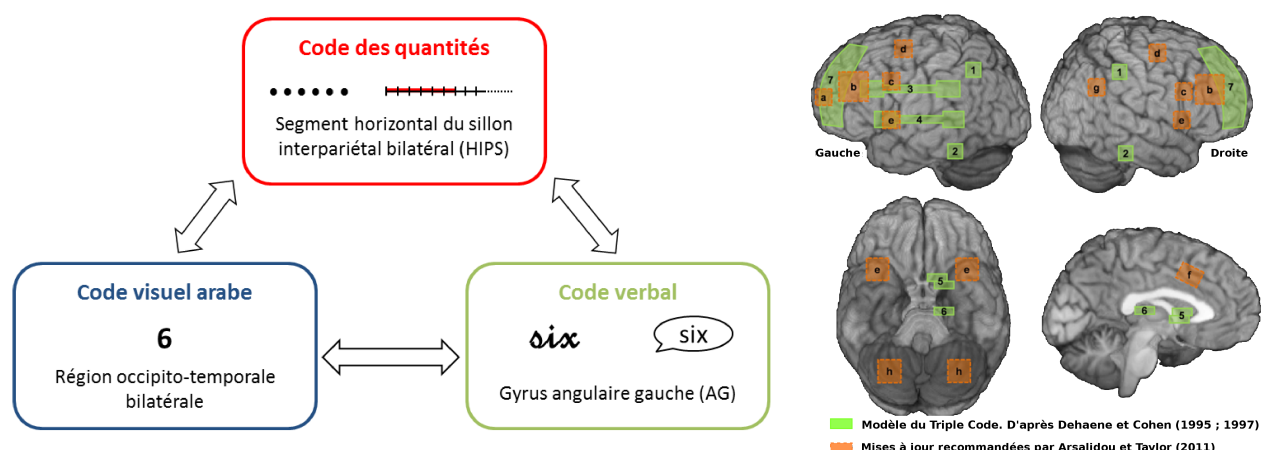 Code des quantités
Segment horizontal du sillon
interpariétal bilatéral (HIPS)
Code visuel arabe
6
Région occipito-temporale
bilatérale
Code verbal
six
six
Gyrus angulaire gauche (AG)
d
1
7
b
c
a
3
e
4
2
Gauche
d
1
g
c
b
7
e
2
Droite
e
e
5
6
h
h
f
6
5
Modèle du Triple Code. D'après Dehaene et Cohen (1995 ; 1997)
Mises à jour recommandées par Arsalidou et Taylor (2011)